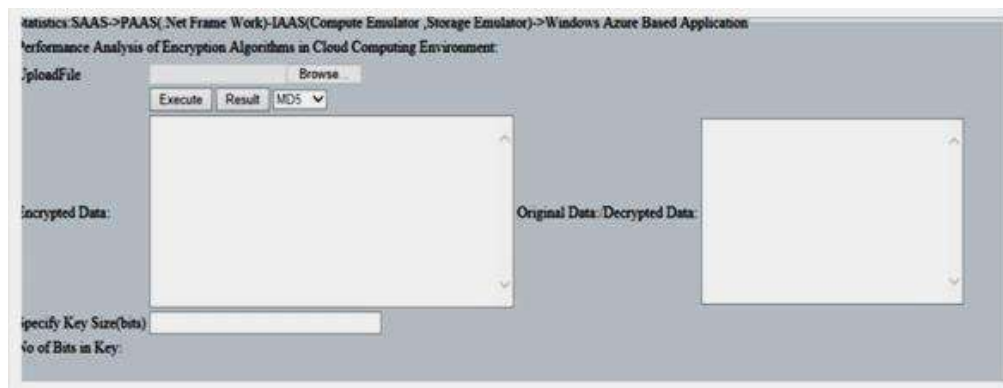 Statistics:SAAS->PAAS(.Net Frame Work)-IAAS(Compute Emulator ,Storage Emulator)->Windows Azure Based Application
Performance Analysis of Encryption Algorithms in Cloud Computing Environment:
UploadFile Browse...
Execute Result MD5
Encrypted Data: Original Data:/Decrypted Data:
Specify Key Size(bits)
No of Bits in Key: